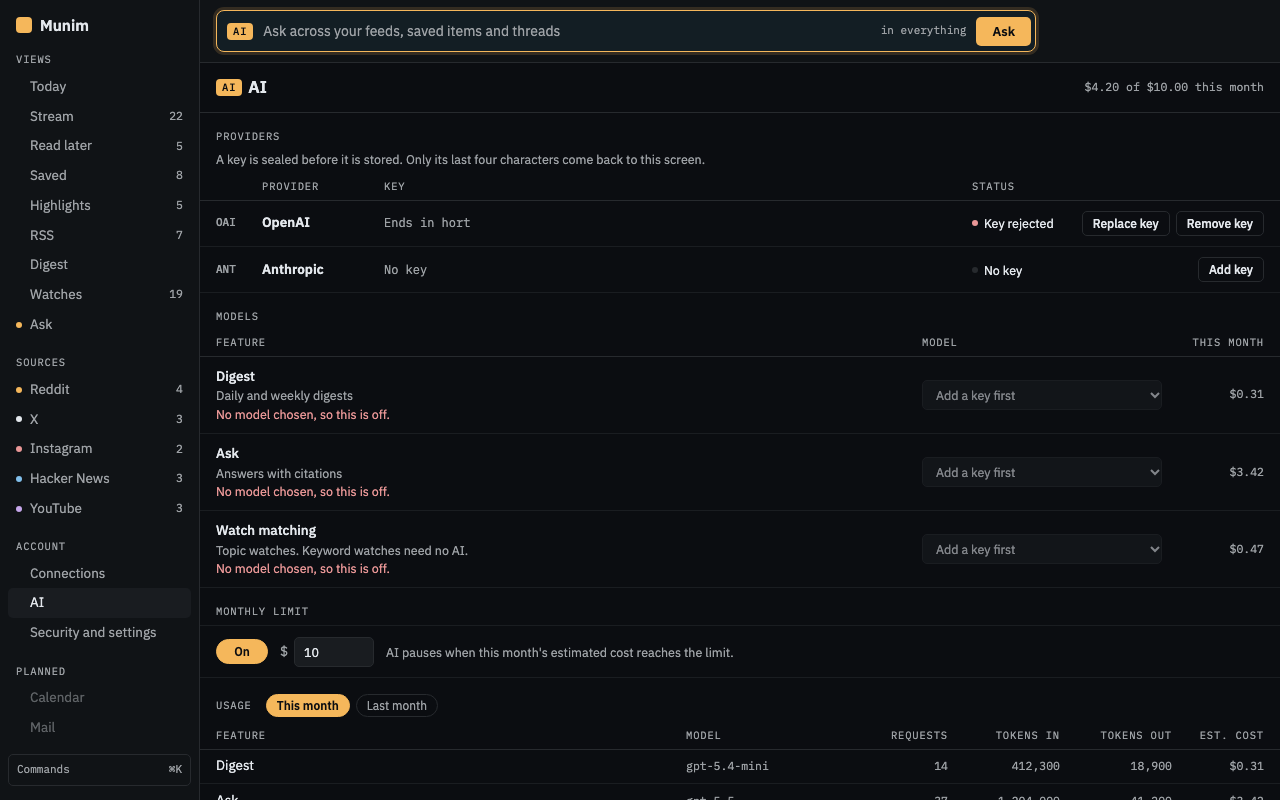 Munim
VIEWS
Today
Stream 22
Read later 5
Saved 8
Highlights 5
RSS 7
Digest
Watches 19
Ask
SOURCES
Reddit 4
X 3
Instagram 2
Hacker News 3
YouTube 3
ACCOUNT
Connections
AI
Security and settings
PLANNED
Calendar
Mail
Commands ⌘K
AI Ask across your feeds, saved items and threads in everything Ask
AI AI $4.20 of $10.00 this month
PROVIDERS
A key is sealed before it is stored. Only its last four characters come back to this screen.
PROVIDER KEY STATUS
OAI OpenAI Ends in hort Key rejected Replace key Remove key
ANT Anthropic No key No key Add key
MODELS
FEATURE MODEL THIS MONTH
Digest
Daily and weekly digests
No model chosen, so this is off.
Add a key first $0.31
Ask
Answers with citations
No model chosen, so this is off.
Add a key first $3.42
Watch matching
Topic watches. Keyword watches need no AI.
No model chosen, so this is off.
Add a key first $0.47
MONTHLY LIMIT
On $ 10 AI pauses when this month's estimated cost reaches the limit.
USAGE This month Last month
FEATURE MODEL REQUESTS TOKENS IN TOKENS OUT EST. COST
Digest gpt-5.4-mini 14 412,300 18,900 $0.31
Ask